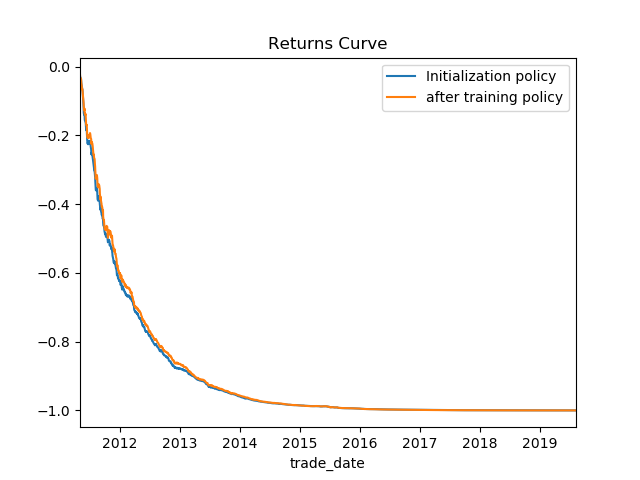 Returns Curve
Initialization policy
after training policy
0.0
−0.2
−0.4
−0.6
−0.8
−1.0
2012 2013 2014 2015 2016 2017 2018 2019
trade_date